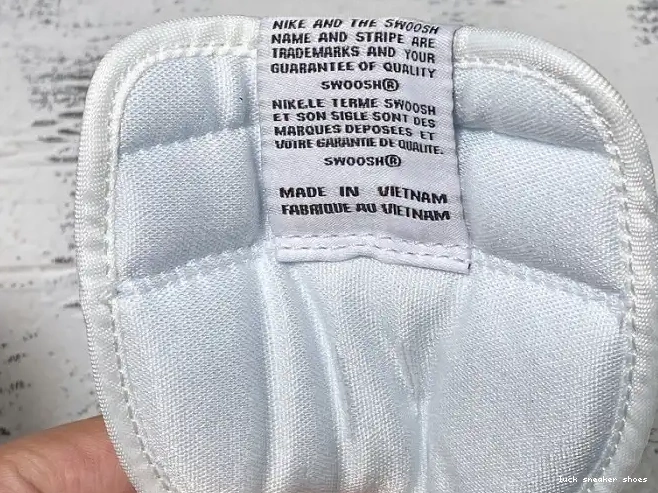 NIKE AND THE SWOOSH
NAME AND STRIPE ARE
TRADEMARKS AND YOUR
GUARANTEE OF QUALITY
SWOOSH®
NIKE.LE TERME SWOOSH
ET SON SIGLE SONT DES
MARQUES DEPOSEES ET
VOTRE GARANTIE DE QUALITE.
SWOOSH®
MADE IN VIETNAM
FABRIQUE AU VIETNAM
luck sneaker shoes